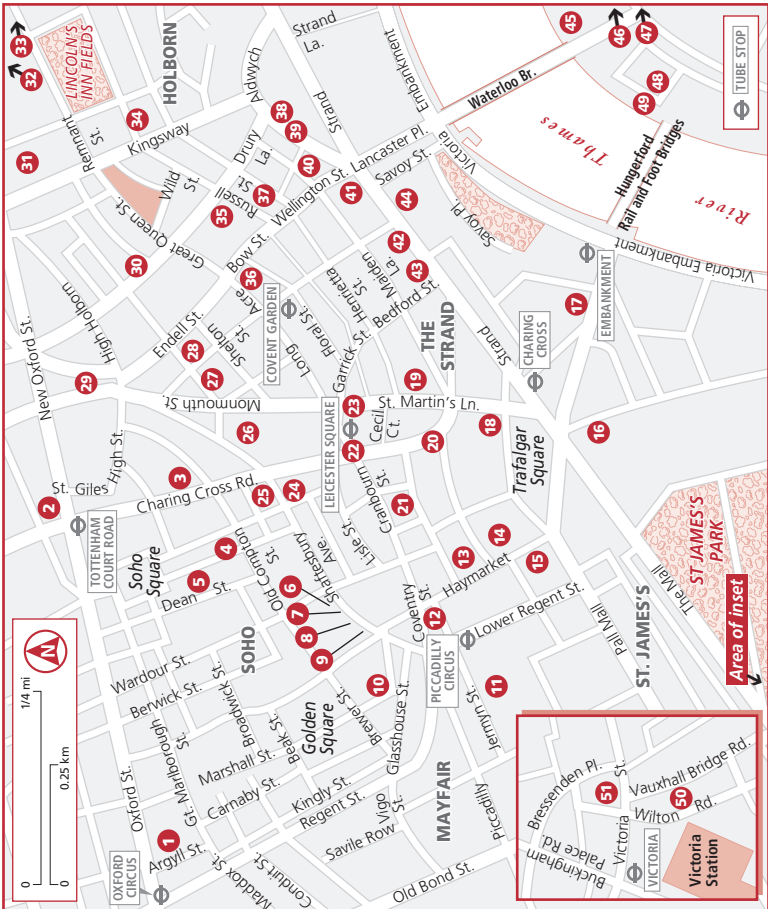 1/4 mi
0
0.25 km
0
N
OXFORD
CIRCUS
Argyll St.
1
Oxford St.
Gt. Marlborough
St.
Maddox St.
Conduit St.
Regent St.
Kingly St.
Carnaby St.
Marshall St.
Beak St.
Broadwick St.
Berwick St.
Wardour St.
Golden
Square
Savile Row
Vigo
St.
Old Bond St.
MAYFAIR
Piccadilly
Glasshouse St.
Brewer St.
10
SOHO
Soho
Square
Dean St.
5
4
Old Compton
St.
6
7
8
9
Shaftesbury
Ave.
TOTTENHAM
COURT ROAD
2
St. Giles
High St.
3
Charing Cross Rd.
25
24
Lisle St.
Cranbourn
St.
21
Coventry
St.
12
PICCADILLY
CIRCUS
11
Jermyn St.
Lower Regent St.
Haymarket
13
14
15
Pall Mall
ST. JAMES'S
The Mall
ST JAMES'S
PARK
Area of Inset
New Oxford St.
29
High Holborn
26
27
28
Monmouth St.
Endell St.
Shelton
St.
LEICESTER SQUARE
22
23
Cecil
Ct.
St. Martin's Ln.
19
20
18
Trafalgar
Square
16
CHARING
CROSS
Strand
THE
STRAND
Garrick St.
Bedford St.
Floral St.
Long
Acre
COVENT GARDEN
36
Bow St.
Henrietta
St.
Maiden
La.
43
42
30
Great Queen St.
31
Remnant
St.
Wild
St.
35
Russell
St.
37
Drury
La.
Kingsway
34
LINCOLN'S
INN FIELDS
32
33
HOLBORN
Aldwych
38
39
40
Wellington St.
41
Lancaster Pl.
Savoy St.
44
Savoy Pl.
Strand
Strand
La.
Victoria
Embankment
Waterloo Br.
45
46
47
48
49
River
Thames
Hungerford
Rail and Foot Bridges
Victoria Embankment
EMBANKMENT
17
TUBE STOP
Bressenden Pl.
Victoria
St.
51
50
Vauxhall Bridge Rd.
Wilton
Rd.
Buckingham
Palace Rd.
VICTORIA
Victoria
Station